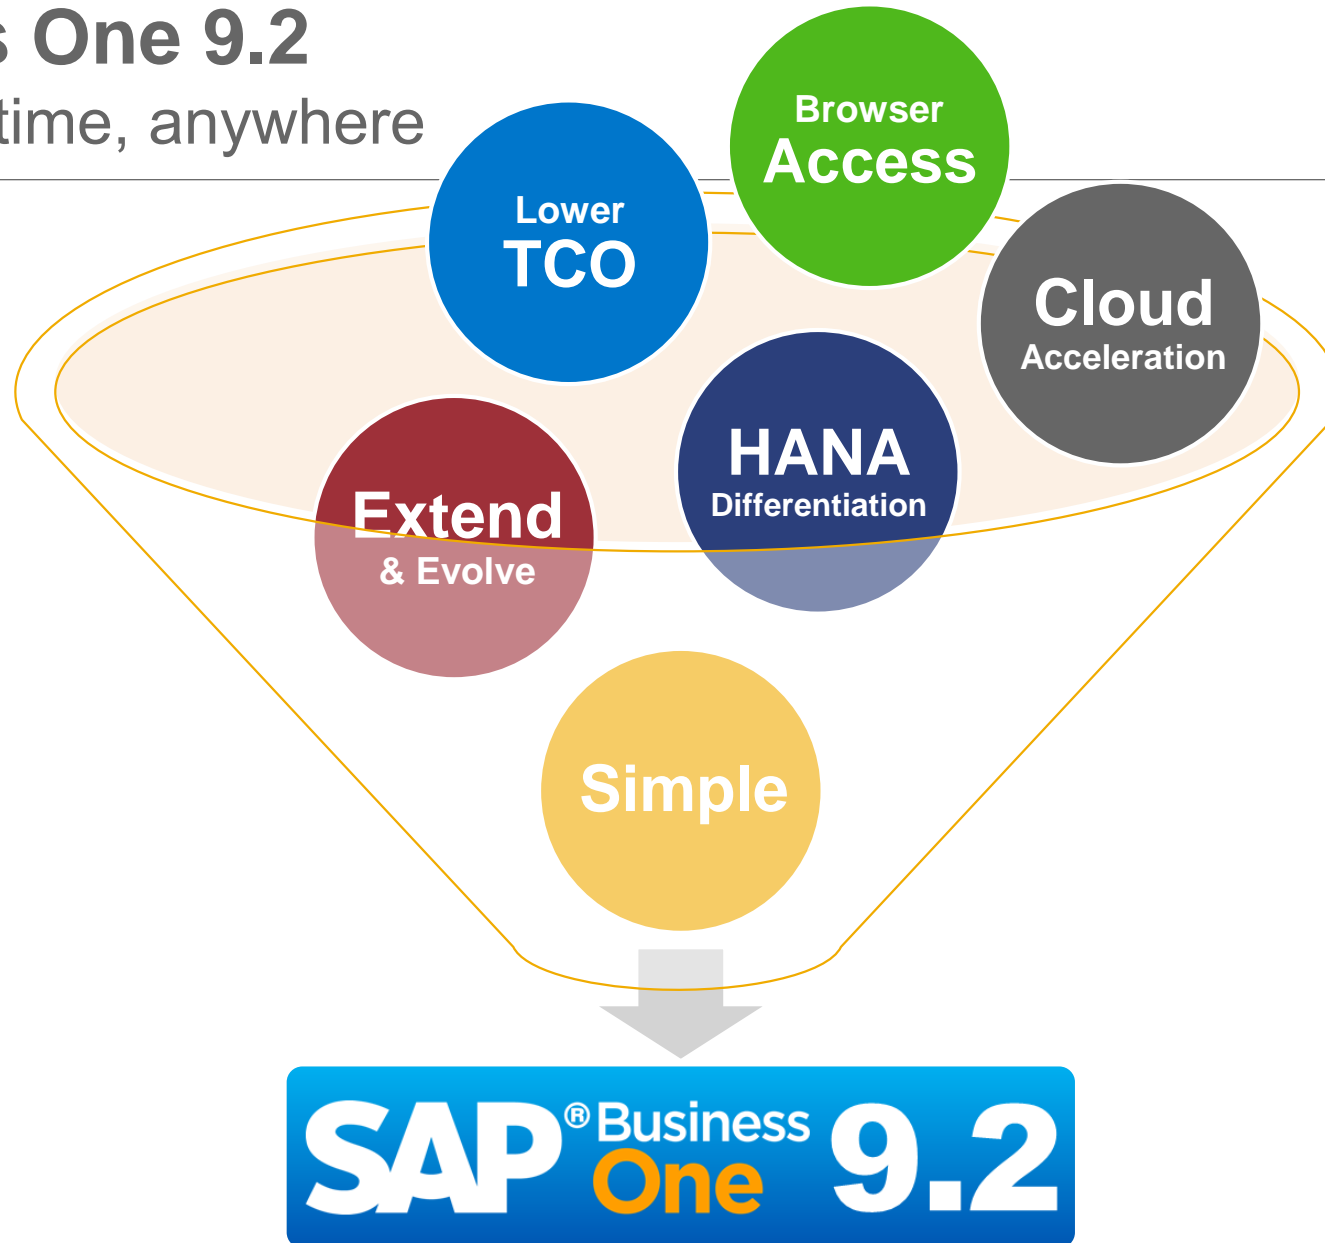 s One 9.2
time, anywhere
Browser
Access
Lower
TCO
Cloud
Acceleration
HANA
Differentiation
Extend
& Evolve
Simple
SAP® Business One 9.2